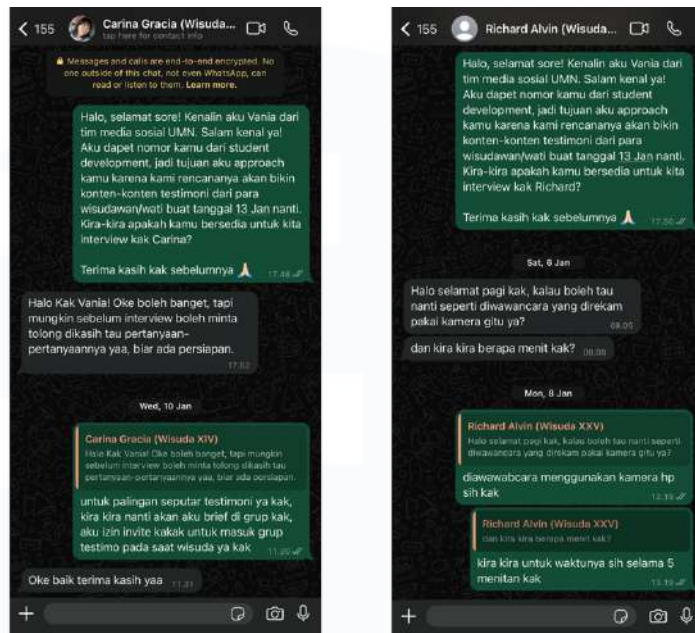 < 155
Carina Gracia (Wisuda...
tap here for contact info
Messages and calls are end-to-end encrypted. No
one outside of this chat, not even WhatsApp, can
read or listen to them. Learn more.
Halo, selamat sore! Kenalin aku Vania dari
tim media sosial UMN. Salam kenal ya!
Aku dapet nomor kamu dari student
development, jadi tujuan aku approach
kamu karena kami rencananya akan bikin
konten-konten testimoni dari para
wisudawan/wati buat tanggal 13 Jan nanti.
Kira-kira apakah kamu bersedia untuk kita
interview kak Carina?
Terima kasih kak sebelumnya 🙏🏻
17.48
Halo Kak Vania! Oke boleh banget, tapi
mungkin sebelum interview boleh minta
tolong dikasih tau pertanyaan-
pertanyaannya yaa, biar ada persiapan.
17.52
Wed, 10 Jan
Carina Gracia (Wisuda XIV)
Halo Kak Vania! Oke boleh banget, tapi mungkin
sebelum interview boleh minta tolong dikasih tau
pertanyaan-pertanyaannya yaa, biar ada persiapan.
untuk palingan seputar testimoni ya kak,
kira kira nanti akan aku brief di grup kak,
aku izin invite kakak untuk masuk grup
testimo pada saat wisuda ya kak
11.20
Oke baik terima kasih yaa
11.31
< 155
Richard Alvin (Wisuda...
Halo, selamat sore! Kenalin aku Vania dari
tim media sosial UMN. Salam kenal ya!
Aku dapet nomor kamu dari student
development, jadi tujuan aku approach
kamu karena kami rencananya akan bikin
konten-konten testimoni dari para
wisudawan/wati buat tanggal 13 Jan nanti.
Kira-kira apakah kamu bersedia untuk kita
interview kak Richard?
Terima kasih kak sebelumnya 🙏🏻
17.50
Sat, 6 Jan
Halo selamat pagi kak, kalau boleh tau
nanti seperti diwawancara yang direkam
pakai kamera gitu ya?
08.05
dan kira kira berapa menit kak?
08.08
Mon, 8 Jan
Richard Alvin (Wisuda XXV)
Halo selamat pagi kak, kalau boleh tau nanti seperti
diwawancara yang direkam pakai kamera gitu ya?
diawawabcara menggunakan kamera hp
sih kak
13.19
Richard Alvin (Wisuda XXV)
dan kira kira berapa menit kak?
kira kira untuk waktunya sih selama 5
menitan kak
13.19